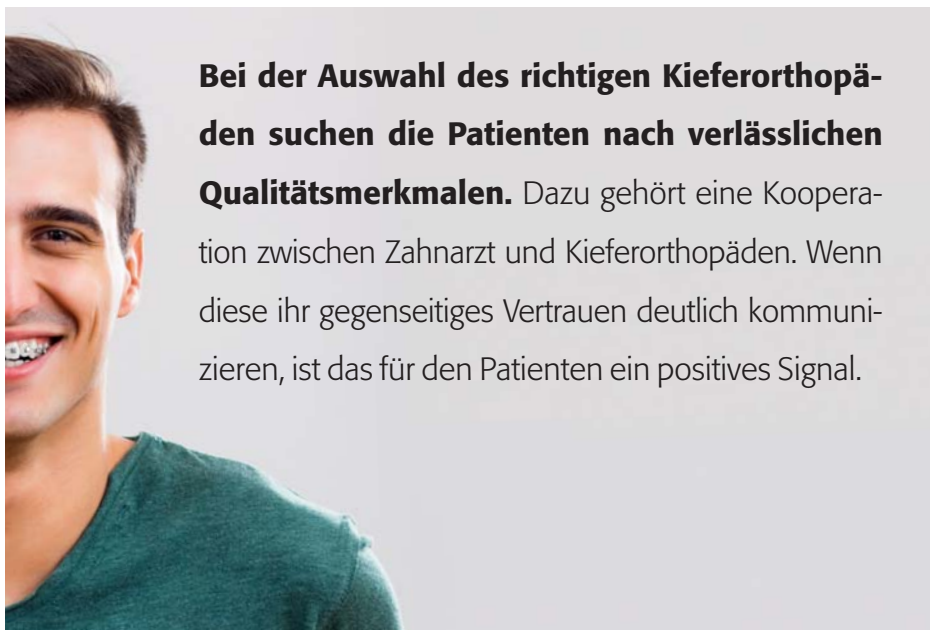 Bei der Auswahl des richtigen Kieferorthopä-
den suchen die Patienten nach verlässlichen
Qualitätsmerkmalen. Dazu gehört eine Koopera-
tion zwischen Zahnarzt und Kieferorthopäden. Wenn
diese ihr gegenseitiges Vertrauen deutlich kommuni-
zieren, ist das für den Patienten ein positives Signal.